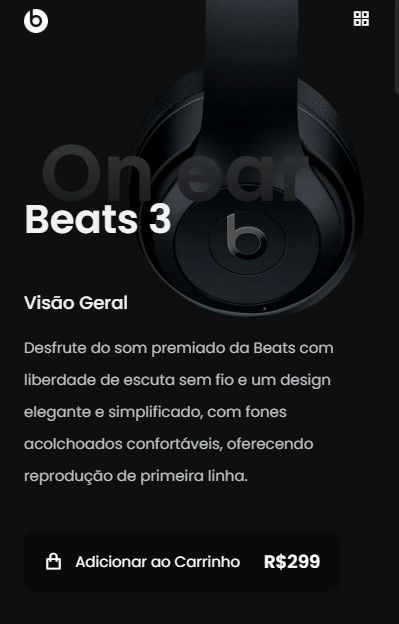 On ear
Beats 3
Visão Geral
Desfrute do som premiado da Beats com
liberdade de escuta sem fio e um design
elegante e simplificado, com fones
acolchoados confortáveis, oferecendo
reprodução de primeira linha.
Adicionar ao Carrinho R$299